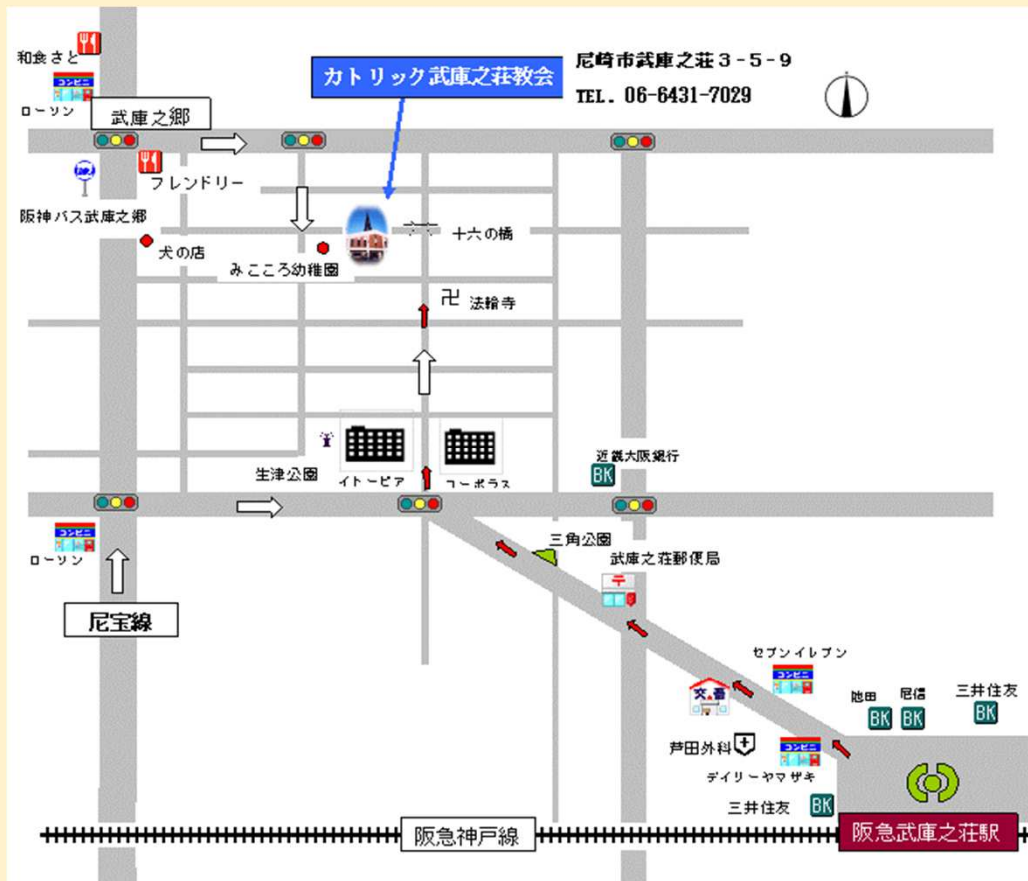 和食さと
コンビニ
ローソン
武庫之郷
カトリック武庫之荘教会
尼崎市武庫之荘３-５-９
TEL. 06-6431-7029
フレンドリー
阪神バス武庫之郷
犬の店
みこころ幼稚園
十六の橋
卍 法輪寺
生津公園
イトーピア
コーポラス
近畿大阪銀行
BK
コンビニ
ローソン
尼宝線
三角公園
武庫之荘郵便局
〒
セブンイレブン
コンビニ
交番
芦田外科
コンビニ
デイリーヤマザキ
池田
BK
尼信
BK
三井住友
BK
三井住友
BK
阪急神戸線
阪急武庫之荘駅